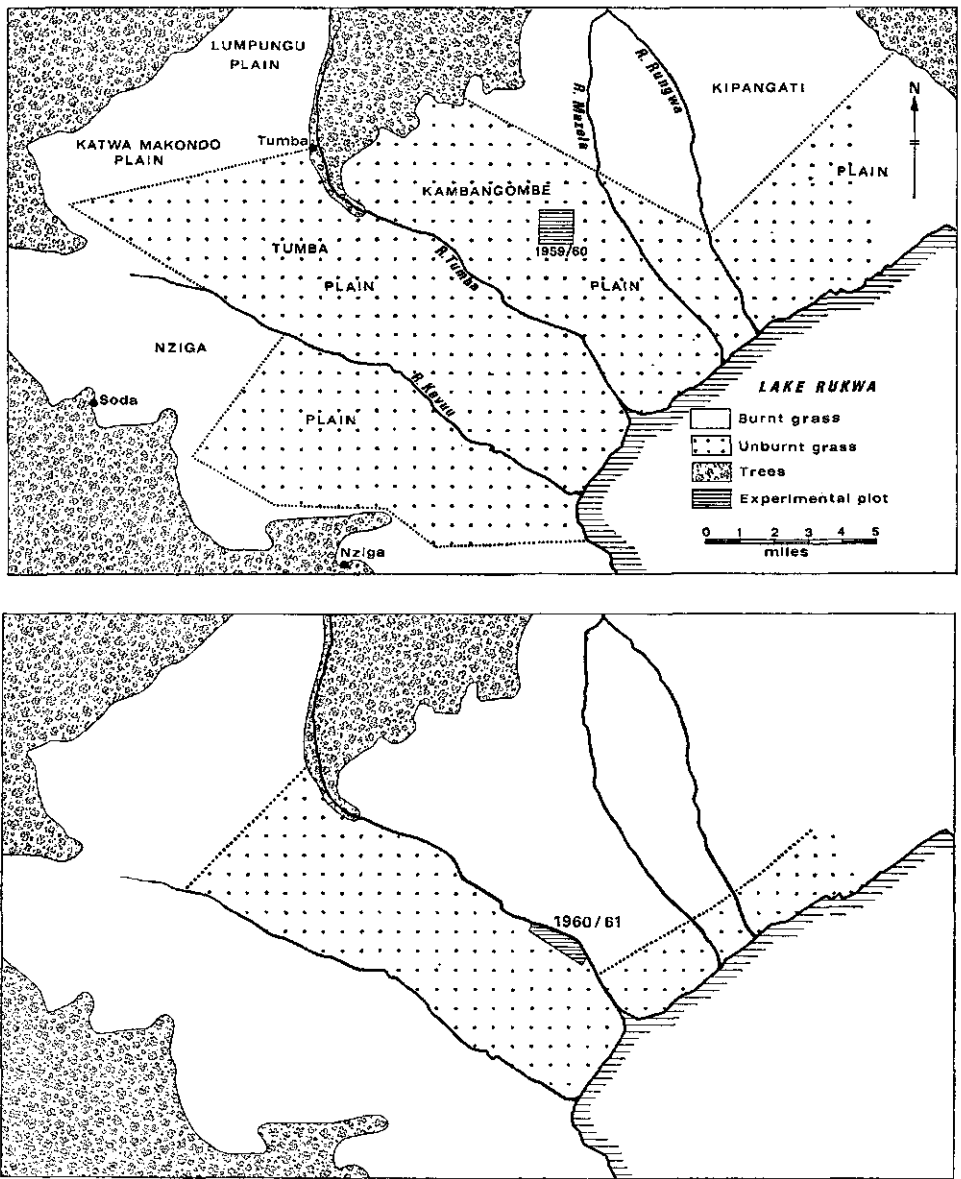 LUMPUNGU
PLAIN
R. Rungwa
R. Maxala
KIPANGATI
N
KATWA MAKONDO
PLAIN
Tumba
PLAIN
KAMBANGOMBE
1959/60
TUMBA
PLAIN
R. Tumba
PLAIN
NZIGA
Soda
R. Kavuu
PLAIN
LAKE RUKWA
Burnt grass
Unburnt grass
Trees
Experimental plot
0 1 2 3 4 5
miles
Nziga
1960/61